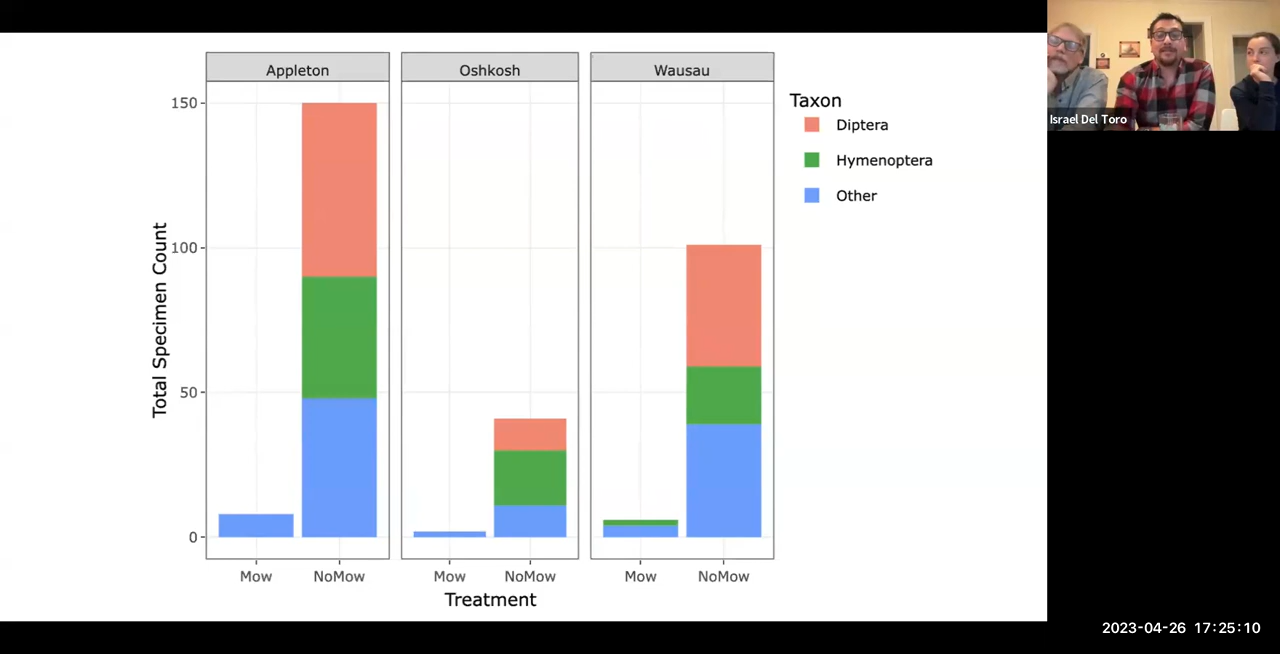 Appleton
Oshkosh
Wausau
Taxon
Diptera
Hymenoptera
Other
Total Specimen Count
150
100
50
0
Mow
NoMow
Mow
NoMow
Mow
NoMow
Treatment
Israel Del Toro
2023-04-26 17:25:10